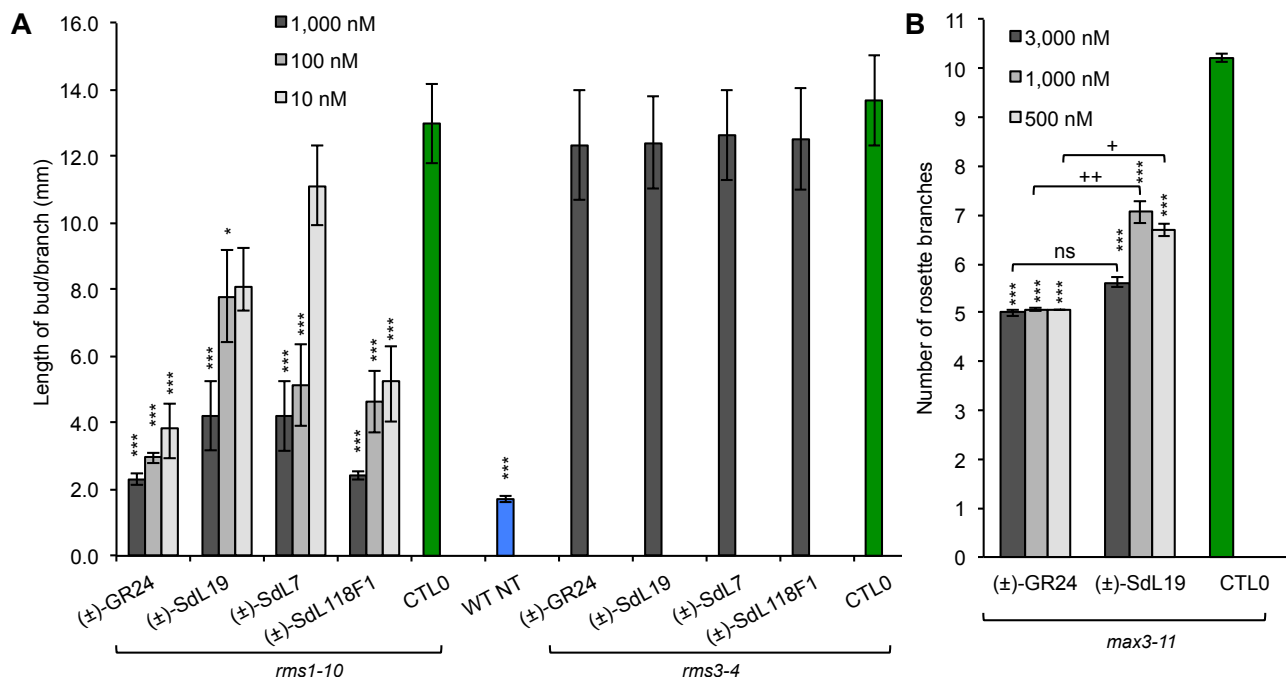 A
1,000 nM
100 nM
10 nM
Length of bud/branch (mm)
16.0
14.0
12.0
10.0
8.0
6.0
4.0
2.0
0.0
***
***
***
***
*
***
***
***
***
***
***
(±)-GR24
(±)-SdL19
(±)-SdL7
(±)-SdL118F1
CTL0
WT NT
(±)-GR24
(±)-SdL19
(±)-SdL7
(±)-SdL118F1
CTL0
rms1-10
rms3-4
B
3,000 nM
1,000 nM
500 nM
Number of rosette branches
11
10
9
8
7
6
5
4
3
2
1
0
+
++
ns
***
***
***
***
***
***
(±)-GR24
(±)-SdL19
CTL0
max3-11